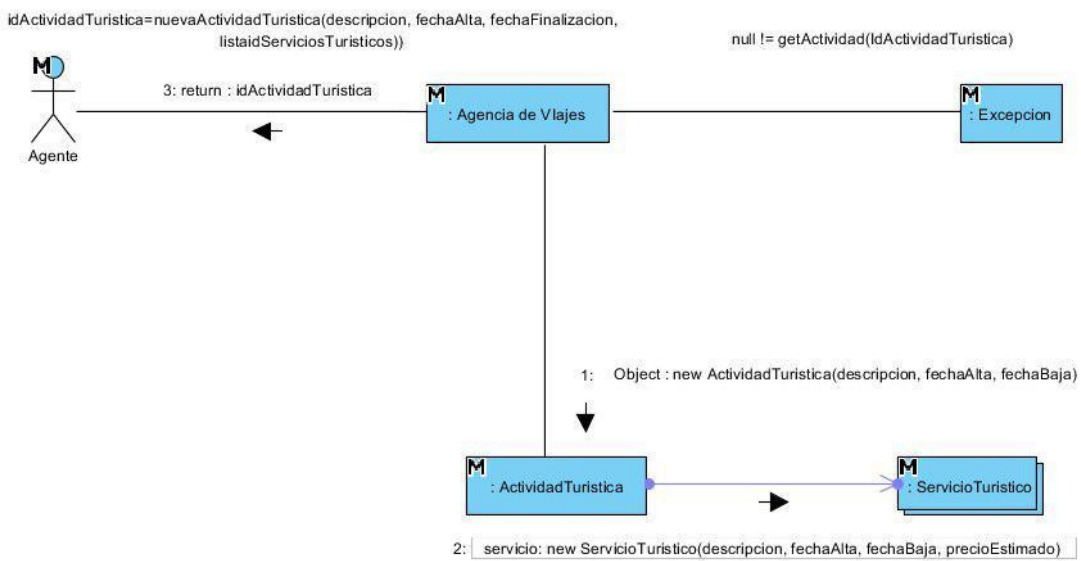 idActividadTuristica=nuevaActividadTuristica(descripcion, fechaAlta, fechaFinalizacion,
listaidServiciosTuristicos))
null != getActividad(IdActividadTuristica)
M
3: return : idActividadTuristica
M
: Agencia de VIajes
M
: Excepcion
Agente
1: Object : new ActividadTuristica(descripcion, fechaAlta, fechaBaja)
M
: ActividadTuristica
M
: ServicioTuristico
2: servicio: new ServicioTuristico(descripcion, fechaAlta, fechaBaja, precioEstimado)